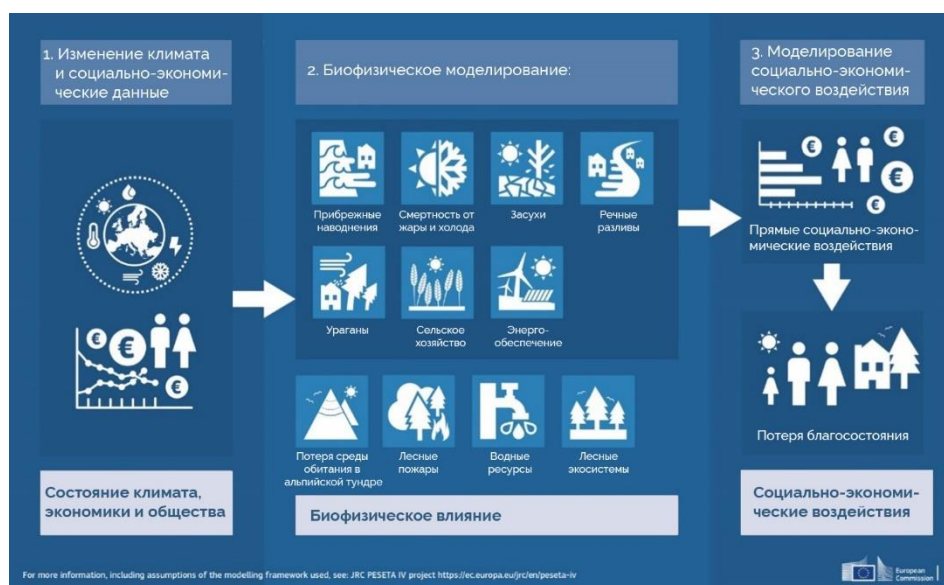 1. Изменение климата
и социально-экономи-
ческие данные
Состояние климата,
экономики и общества
2. Биофизическое моделирование:
Прибрежные
наводнения
Смертность от
жары и холода
Засухи
Речные
разливы
Ураганы
Сельское
хозяйство
Энерго-
обеспечение
Потеря среды
обитания в
альпийской тундре
Лесные
пожары
Водные
ресурсы
Лесные
экосистемы
Биофизическое влияние
3. Моделирование
социально-экономи-
ческого воздействия
Прямые социально-эконо-
мические воздействия
Потеря благосостояния
Социально-экономи-
ческие воздействия
For more information, including assumptions of the modelling framework used, see: JRC PESETA IV project https://ec.europa.eu/jrc/en/peseta-iv
European
Commission